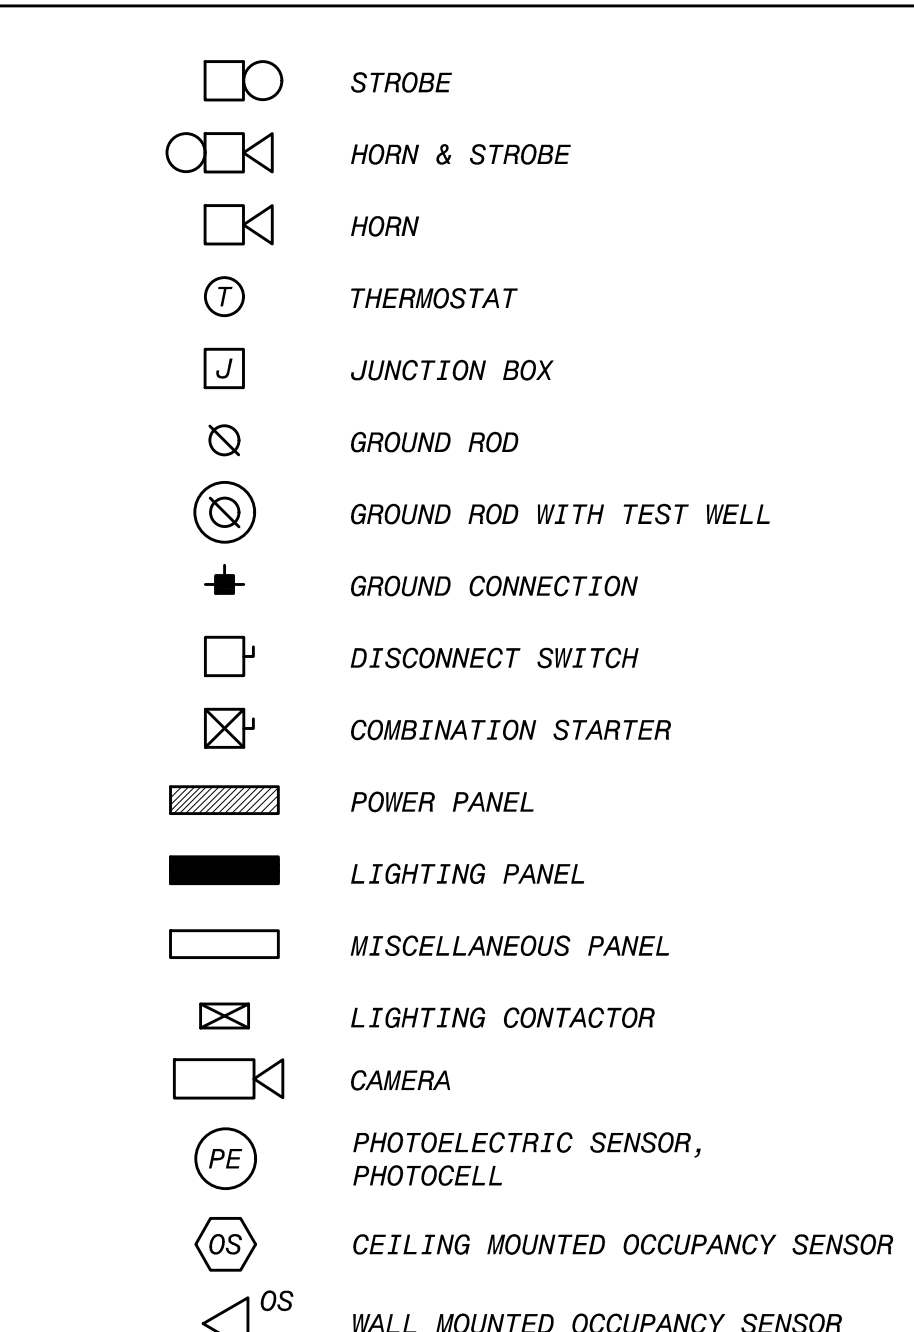 STROBE
HORN & STROBE
HORN
T THERMOSTAT
J JUNCTION BOX
GROUND ROD
GROUND ROD WITH TEST WELL
GROUND CONNECTION
DISCONNECT SWITCH
COMBINATION STARTER
POWER PANEL
LIGHTING PANEL
MISCELLANEOUS PANEL
LIGHTING CONTACTOR
CAMERA
PE PHOTOELECTRIC SENSOR,
PHOTOCELL
OS CEILING MOUNTED OCCUPANCY SENSOR
OS
WALL MOUNTED OCCUPANCY SENSOR